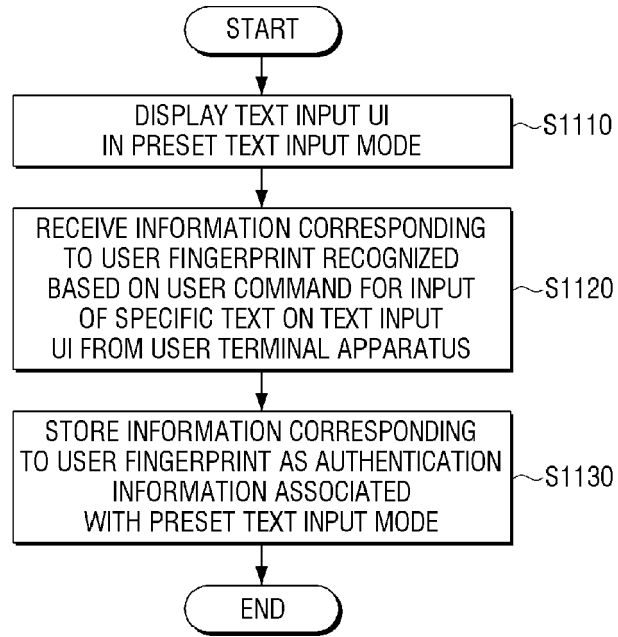 START
DISPLAY TEXT INPUT UI
IN PRESET TEXT INPUT MODE
S1110
RECEIVE INFORMATION CORRESPONDING
TO USER FINGERPRINT RECOGNIZED
BASED ON USER COMMAND FOR INPUT
OF SPECIFIC TEXT ON TEXT INPUT
UI FROM USER TERMINAL APPARATUS
S1120
STORE INFORMATION CORRESPONDING
TO USER FINGERPRINT AS AUTHENTICATION
INFORMATION ASSOCIATED
WITH PRESET TEXT INPUT MODE
S1130
END